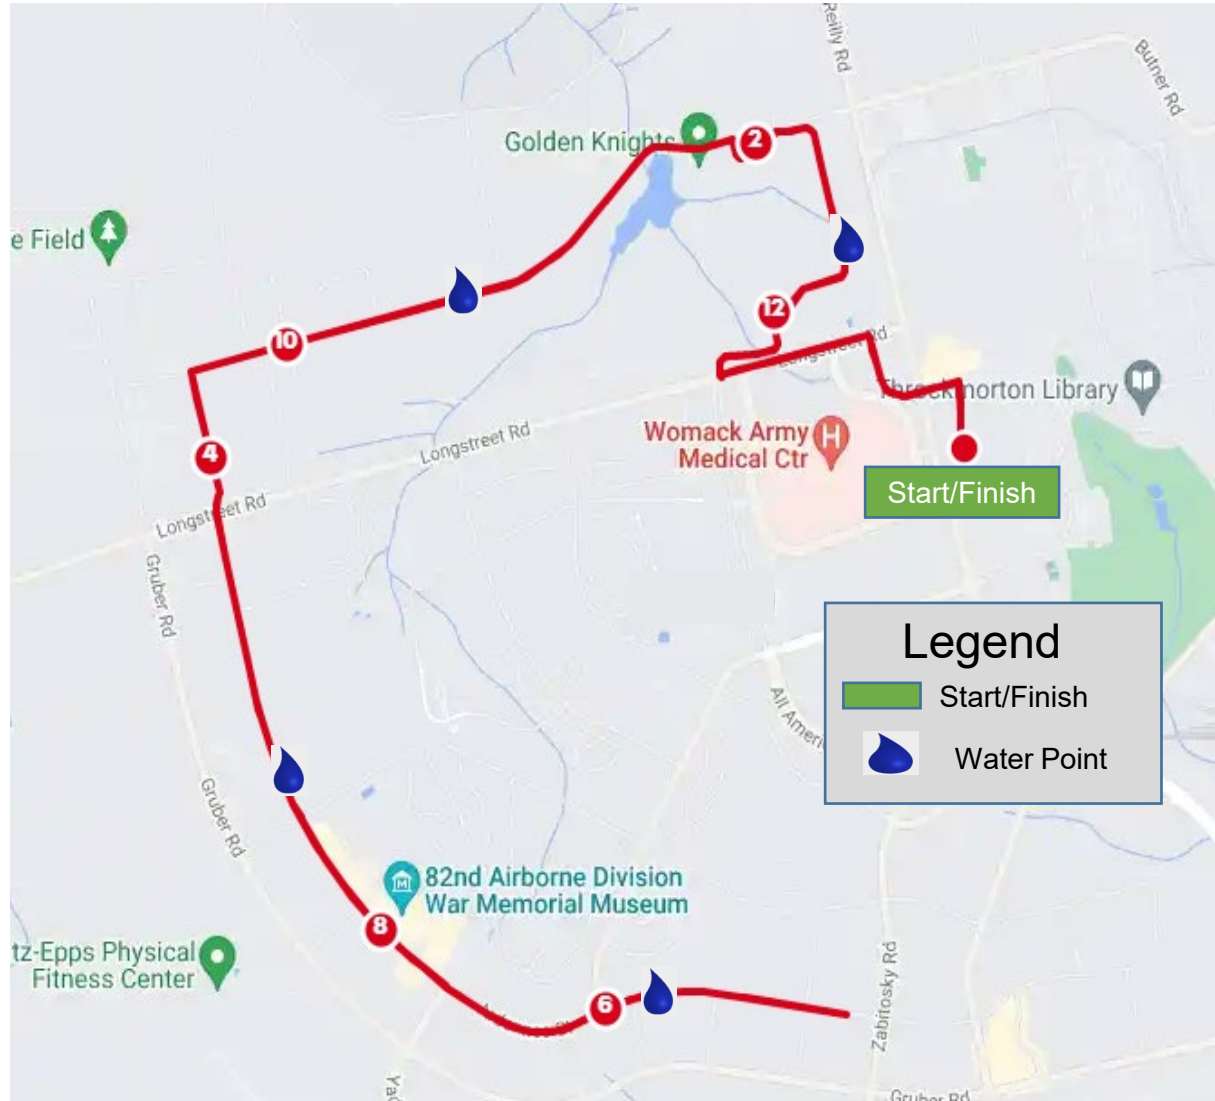 Reilly Rd
Butner Rd
Golden Knights
2
e Field
12
10
Longstreet Rd
Throckmorton Library
4
Womack Army
Medical Ctr
Longstreet Rd
Start/Finish
Longstreet Rd
Gruber Rd
Legend
Start/Finish
Water Point
All Ameri
Gruber Rd
82nd Airborne Division
War Memorial Museum
8
tz-Epps Physical
Fitness Center
6
Zabitosky Rd
Gruber Rd